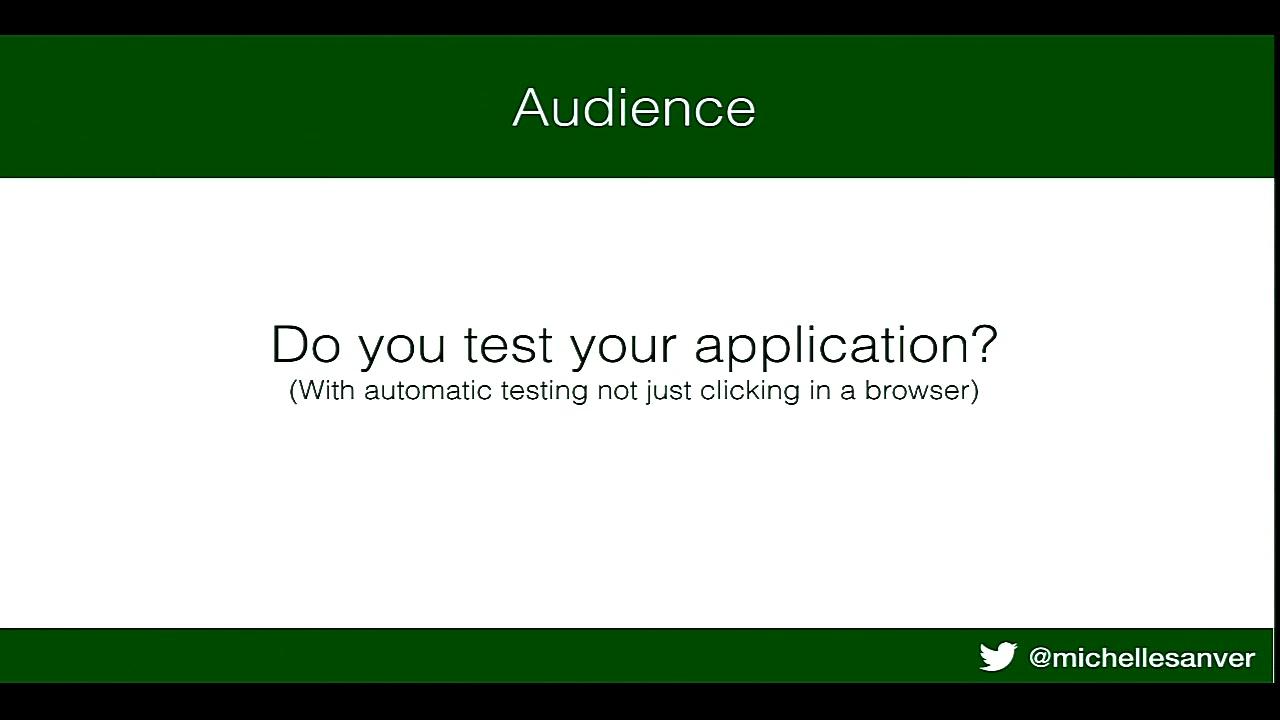 Audience
Do you test your application?
(With automatic testing not just clicking in a browser)
@michellesanver